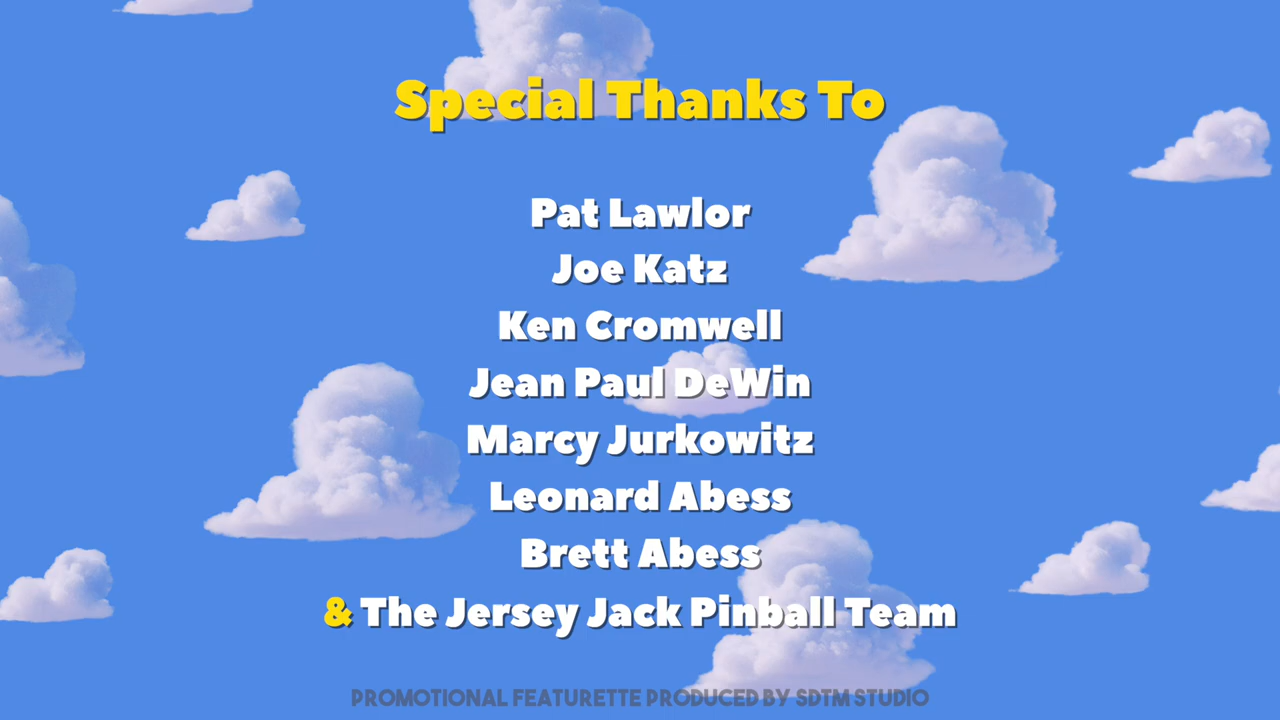 Special Thanks To
Pat Lawlor
Joe Katz
Ken Cromwell
Jean Paul DeWin
Marcy Jurkowitz
Leonard Abess
Brett Abess
& The Jersey Jack Pinball Team
PROMOTIONAL FEATURETTE PRODUCED BY SDTM STUDIO